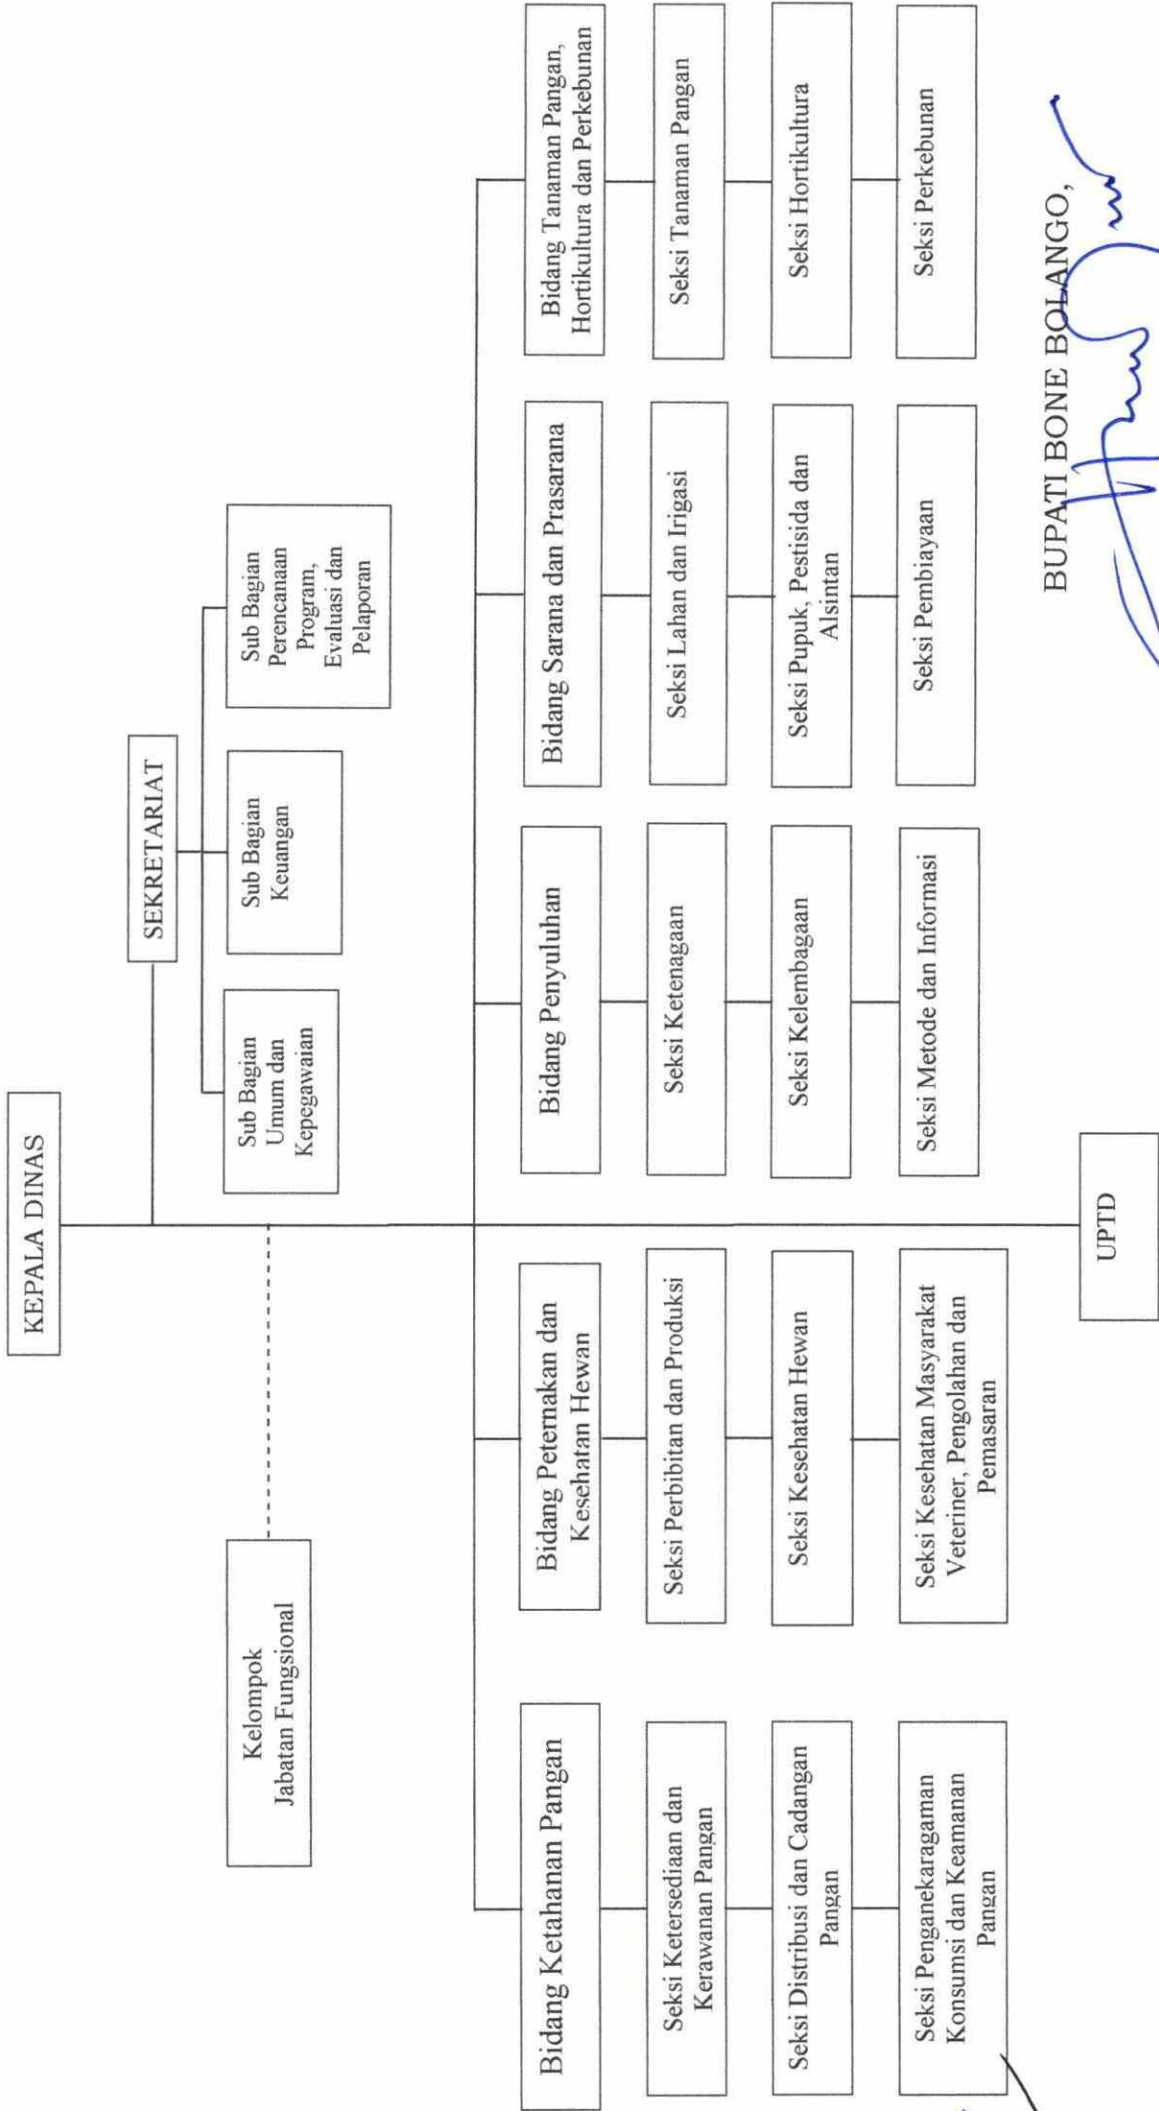 KEPALA DINAS
SEKRETARIAT
Kelompok
Jabatan Fungsional
Sub Bagian
Umum dan
Kepegawaian
Sub Bagian
Keuangan
Sub Bagian
Perencanaan
Program,
Evaluasi dan
Pelaporan
Bidang Ketahanan Pangan
Seksi Ketersediaan dan
Kerawanan Pangan
Seksi Distribusi dan Cadangan
Pangan
Seksi Penganekaragaman
Konsumsi dan Keamanan
Pangan
Bidang Peternakan dan
Kesehatan Hewan
Seksi Perbibitan dan Produksi
Seksi Kesehatan Hewan
Seksi Kesehatan Masyarakat
Veteriner, Pengolahan dan
Pemasaran
Bidang Penyuluhan
Seksi Ketenagaan
Seksi Kelembagaan
Seksi Metode dan Informasi
Bidang Sarana dan Prasarana
Seksi Lahan dan Irigasi
Seksi Pupuk, Pestisida dan
Alsintan
Seksi Pembiayaan
Bidang Tanaman Pangan,
Hortikultura dan Perkebunan
Seksi Tanaman Pangan
Seksi Hortikultura
Seksi Perkebunan
UPTD
BUPATI BONE BOLANGO,